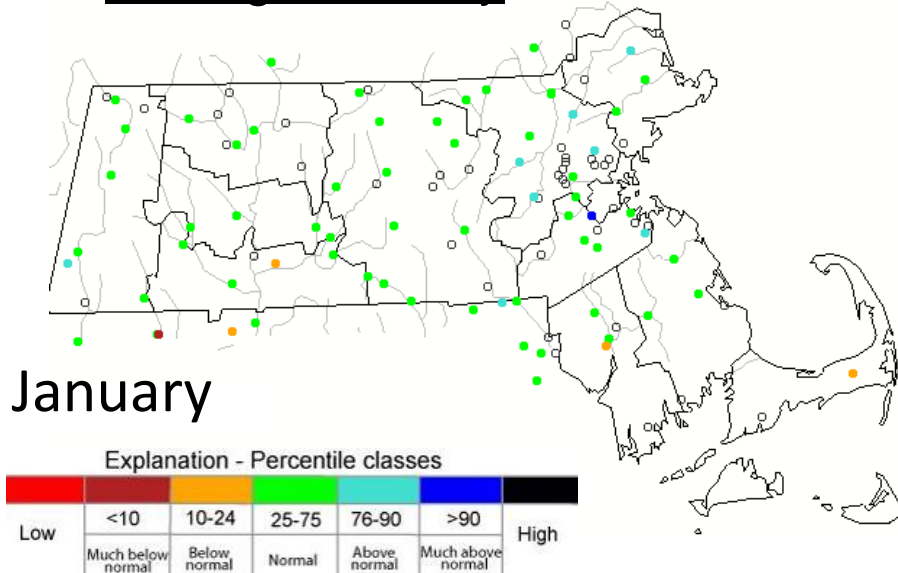 January
Explanation - Percentile classes
Low <10 10-24 25-75 76-90 >90 High
Much below normal Below normal Normal Above normal Much above normal